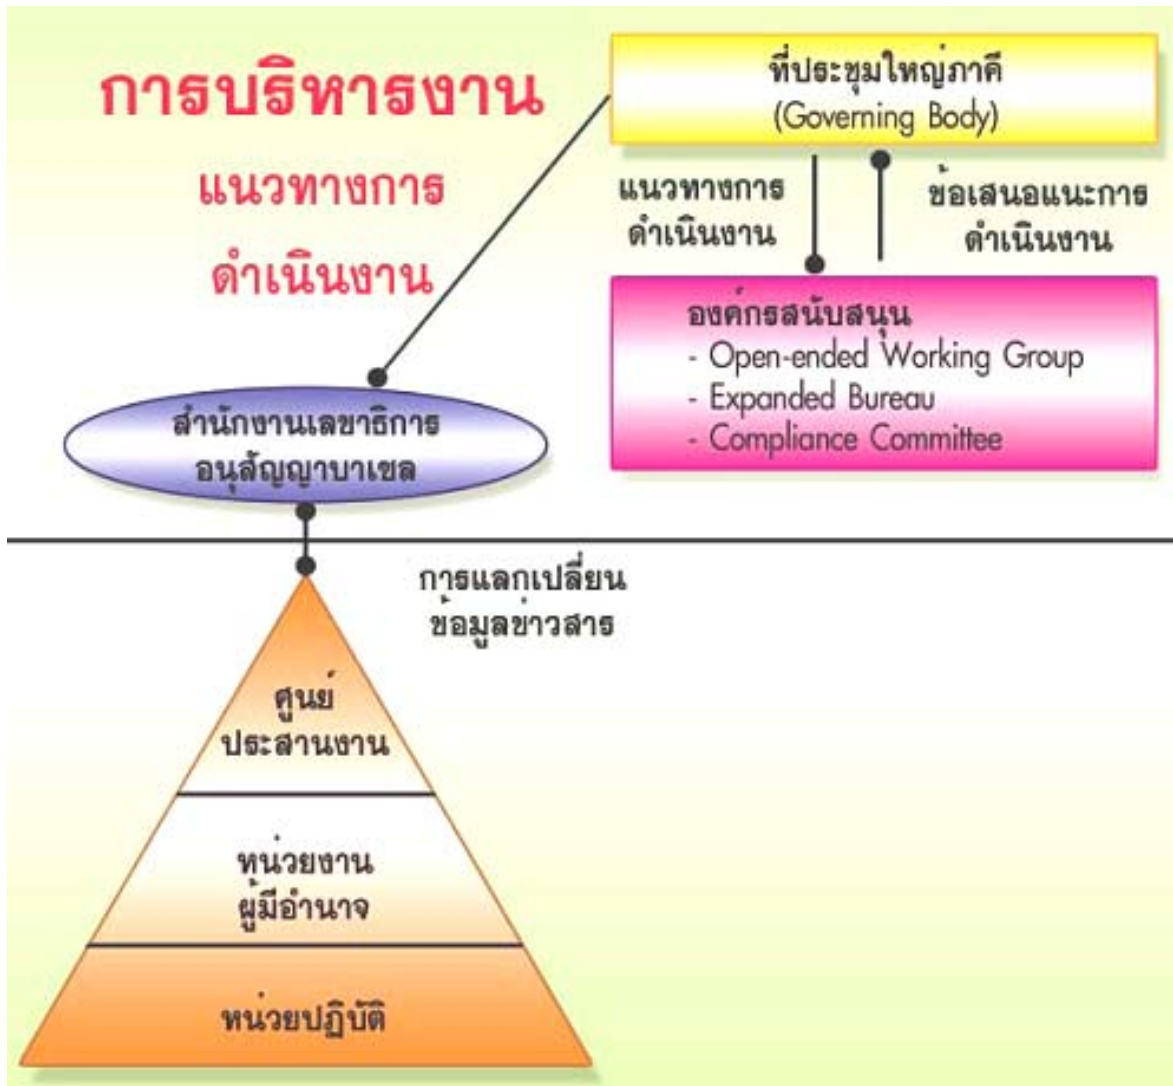 การบริหารงาน
แนวทางการ
ดำเนินงาน
ที่ประชุมใหญ่ภาคี
(Governing Body)
แนวทางการ
ดำเนินงาน
ข้อเสนอแนะการ
ดำเนินงาน
องค์กรสนับสนุน
- Open-ended Working Group
- Expanded Bureau
- Compliance Committee
สำนักงานเลขาธิการ
อนุสัญญาบาเซล
การแลกเปลี่ยน
ข้อมูลข่าวสาร
ศูนย์
ประสานงาน
หน่วยงาน
ผู้มีอำนาจ
หน่วยปฏิบัติ